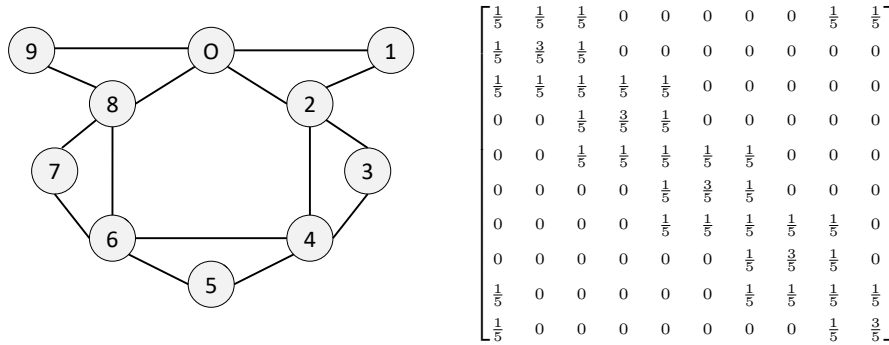 9 O 1
8 2
7 3
6 4
5
1/5 1/5 1/5 0 0 0 0 0 1/5 1/5
1/5 3/5 1/5 0 0 0 0 0 0 0
1/5 1/5 1/5 1/5 1/5 0 0 0 0 0
0 0 1/5 3/5 1/5 0 0 0 0 0
0 0 1/5 1/5 1/5 1/5 1/5 0 0 0
0 0 0 0 1/5 3/5 1/5 0 0 0
0 0 0 0 1/5 1/5 1/5 1/5 1/5 0
0 0 0 0 0 0 1/5 3/5 1/5 0
1/5 0 0 0 0 0 1/5 1/5 1/5 1/5
1/5 0 0 0 0 0 0 0 1/5 3/5